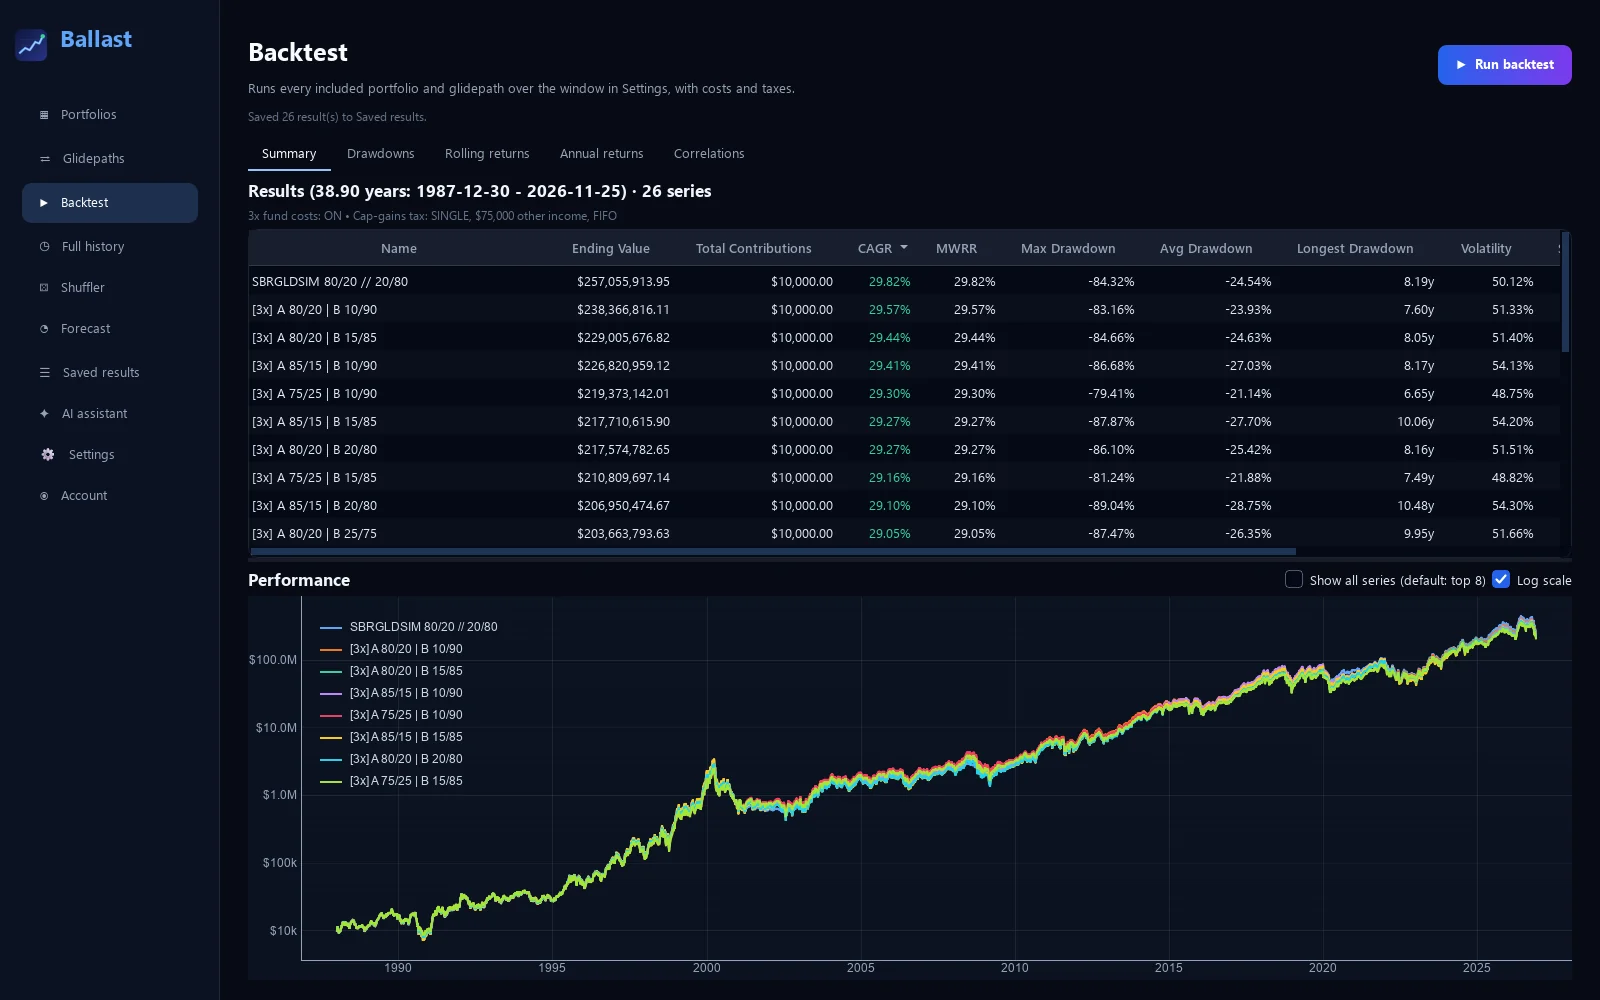 Ballast
Portfolios
Glidepaths
Backtest
Full history
Shuffler
Forecast
Saved results
AI assistant
Settings
Account
Backtest
Runs every included portfolio and glidepath over the window in Settings, with costs and taxes.
Saved 26 result(s) to Saved results.
Run backtest
Summary Drawdowns Rolling returns Annual returns Correlations
Results (38.90 years: 1987-12-30 - 2026-11-25) · 26 series
3x fund costs: ON • Cap-gains tax: SINGLE, $75,000 other income, FIFO
Name Ending Value Total Contributions CAGR MWRR Max Drawdown Avg Drawdown Longest Drawdown Volatility
SBRGLDSIM 80/20 // 20/80 $257,055,913.95 $10,000.00 29.82% 29.82% -84.32% -24.54% 8.19y 50.12%
[3x] A 80/20 | B 10/90 $238,366,816.11 $10,000.00 29.57% 29.57% -83.16% -23.93% 7.60y 51.33%
[3x] A 80/20 | B 15/85 $229,005,676.82 $10,000.00 29.44% 29.44% -84.66% -24.63% 8.05y 51.40%
[3x] A 85/15 | B 10/90 $226,820,959.12 $10,000.00 29.41% 29.41% -86.68% -27.03% 8.17y 54.13%
[3x] A 75/25 | B 10/90 $219,373,142.01 $10,000.00 29.30% 29.30% -79.41% -21.14% 6.65y 48.75%
[3x] A 85/15 | B 15/85 $217,710,615.90 $10,000.00 29.27% 29.27% -87.87% -27.70% 10.06y 54.20%
[3x] A 80/20 | B 20/80 $217,574,782.65 $10,000.00 29.27% 29.27% -86.10% -25.42% 8.16y 51.51%
[3x] A 75/25 | B 15/85 $210,809,697.14 $10,000.00 29.16% 29.16% -81.24% -21.88% 7.49y 48.82%
[3x] A 85/15 | B 20/80 $206,950,474.67 $10,000.00 29.10% 29.10% -89.04% -28.75% 10.48y 54.30%
[3x] A 80/20 | B 25/75 $203,663,793.63 $10,000.00 29.05% 29.05% -87.47% -26.35% 9.95y 51.66%
Performance
Show all series (default: top 8) Log scale
SBRGLDSIM 80/20 // 20/80
[3x] A 80/20 | B 10/90
[3x] A 80/20 | B 15/85
[3x] A 85/15 | B 10/90
[3x] A 75/25 | B 10/90
[3x] A 85/15 | B 15/85
[3x] A 80/20 | B 20/80
[3x] A 75/25 | B 15/85
$100.0M
$10.0M
$1.0M
$100k
$10k
1990 1995 2000 2005 2010 2015 2020 2025